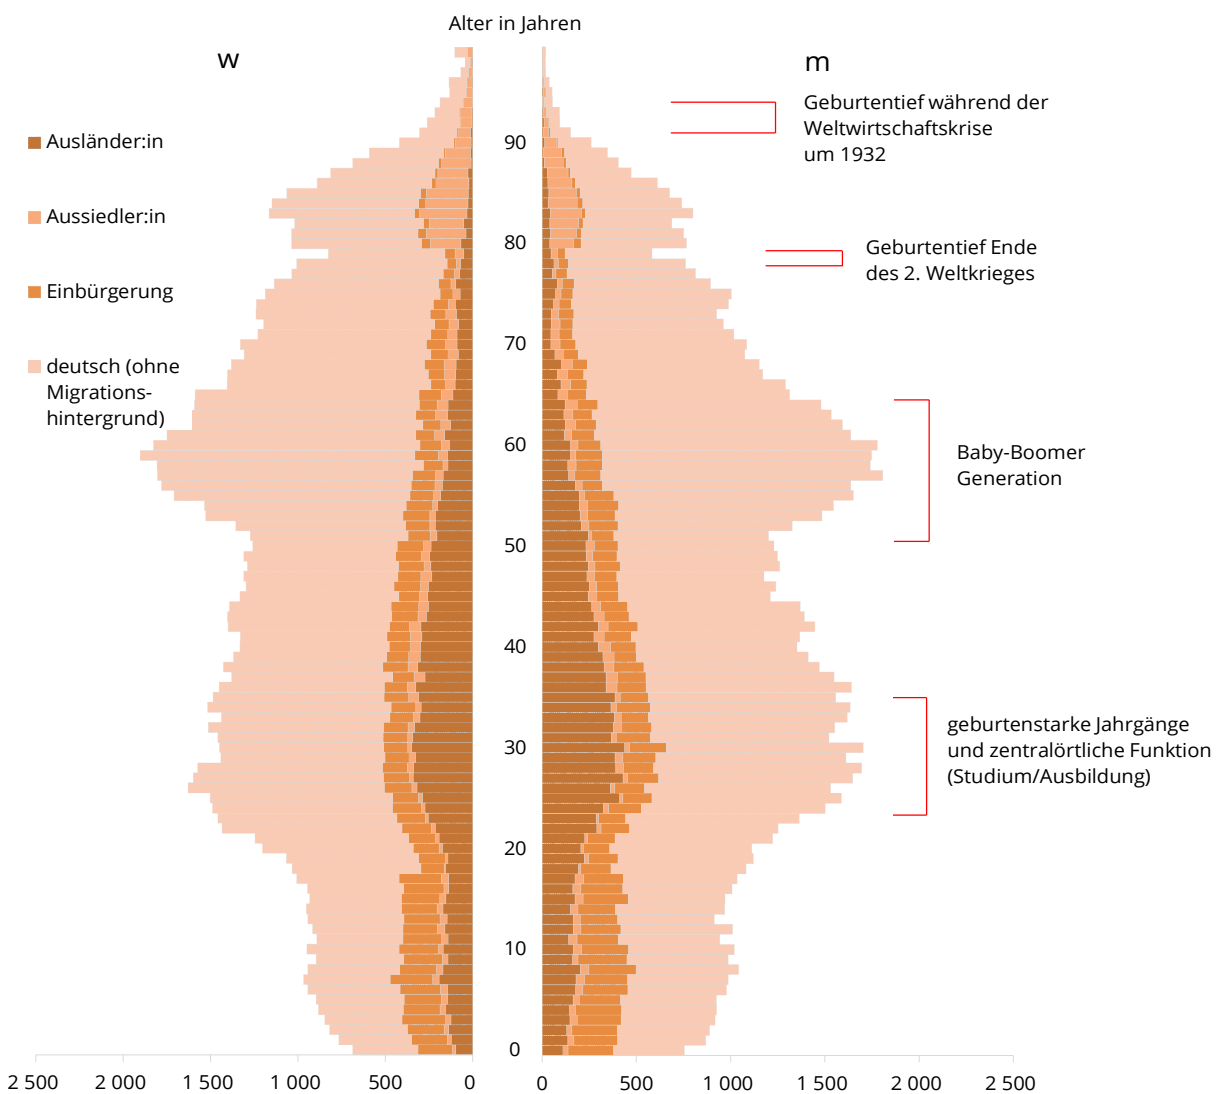 Alter in Jahren
w
m
Ausländer:in
Aussiedler:in
Einbürgerung
deutsch (ohne
Migrations-
hintergrund)
90
80
70
60
50
40
30
20
10
0
Geburtentief während der
Weltwirtschaftskrise
um 1932
Geburtentief Ende
des 2. Weltkrieges
Baby-Boomer
Generation
geburtenstarke Jahrgänge
und zentralörtliche Funktion
(Studium/Ausbildung)
2 500 2 000 1 500 1 000 500 0
0 500 1 000 1 500 2 000 2 500